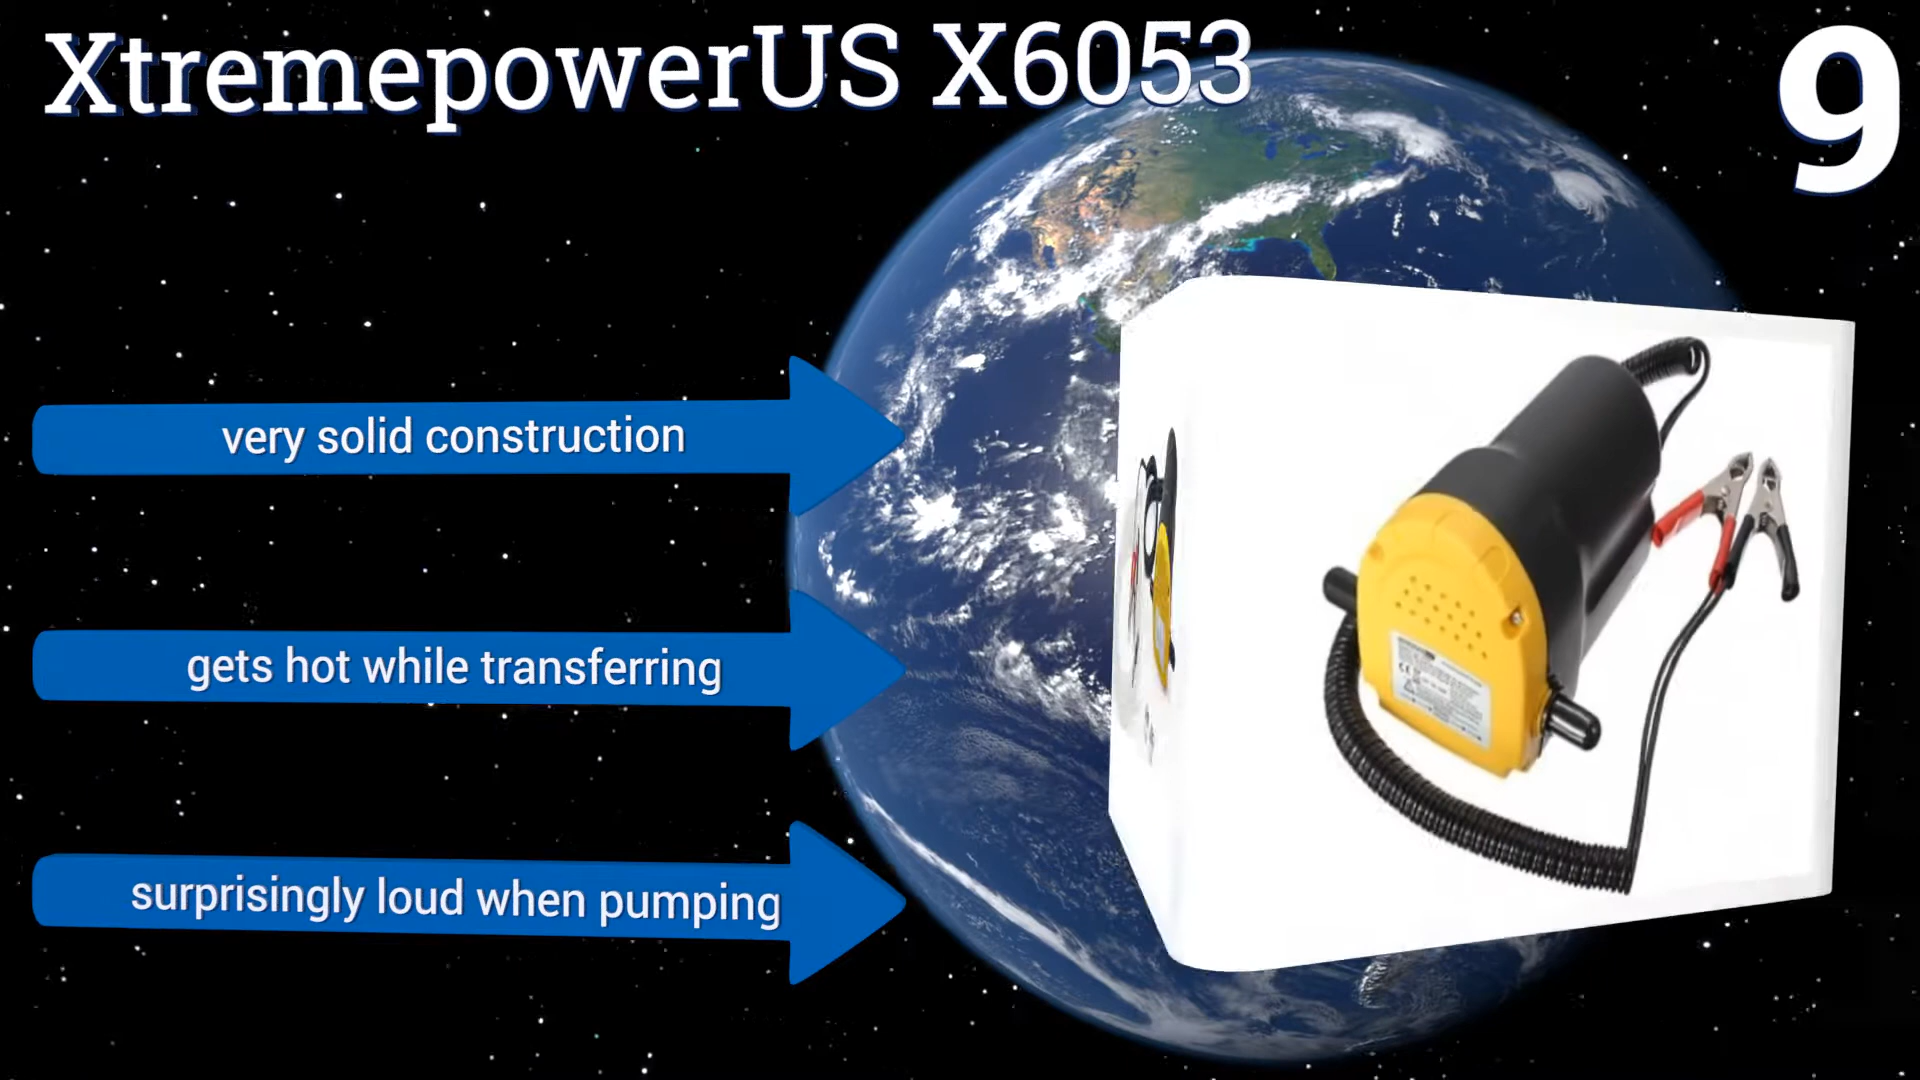 XtremepowerUS X6053
9
very solid construction
gets hot while transferring
surprisingly loud when pumping